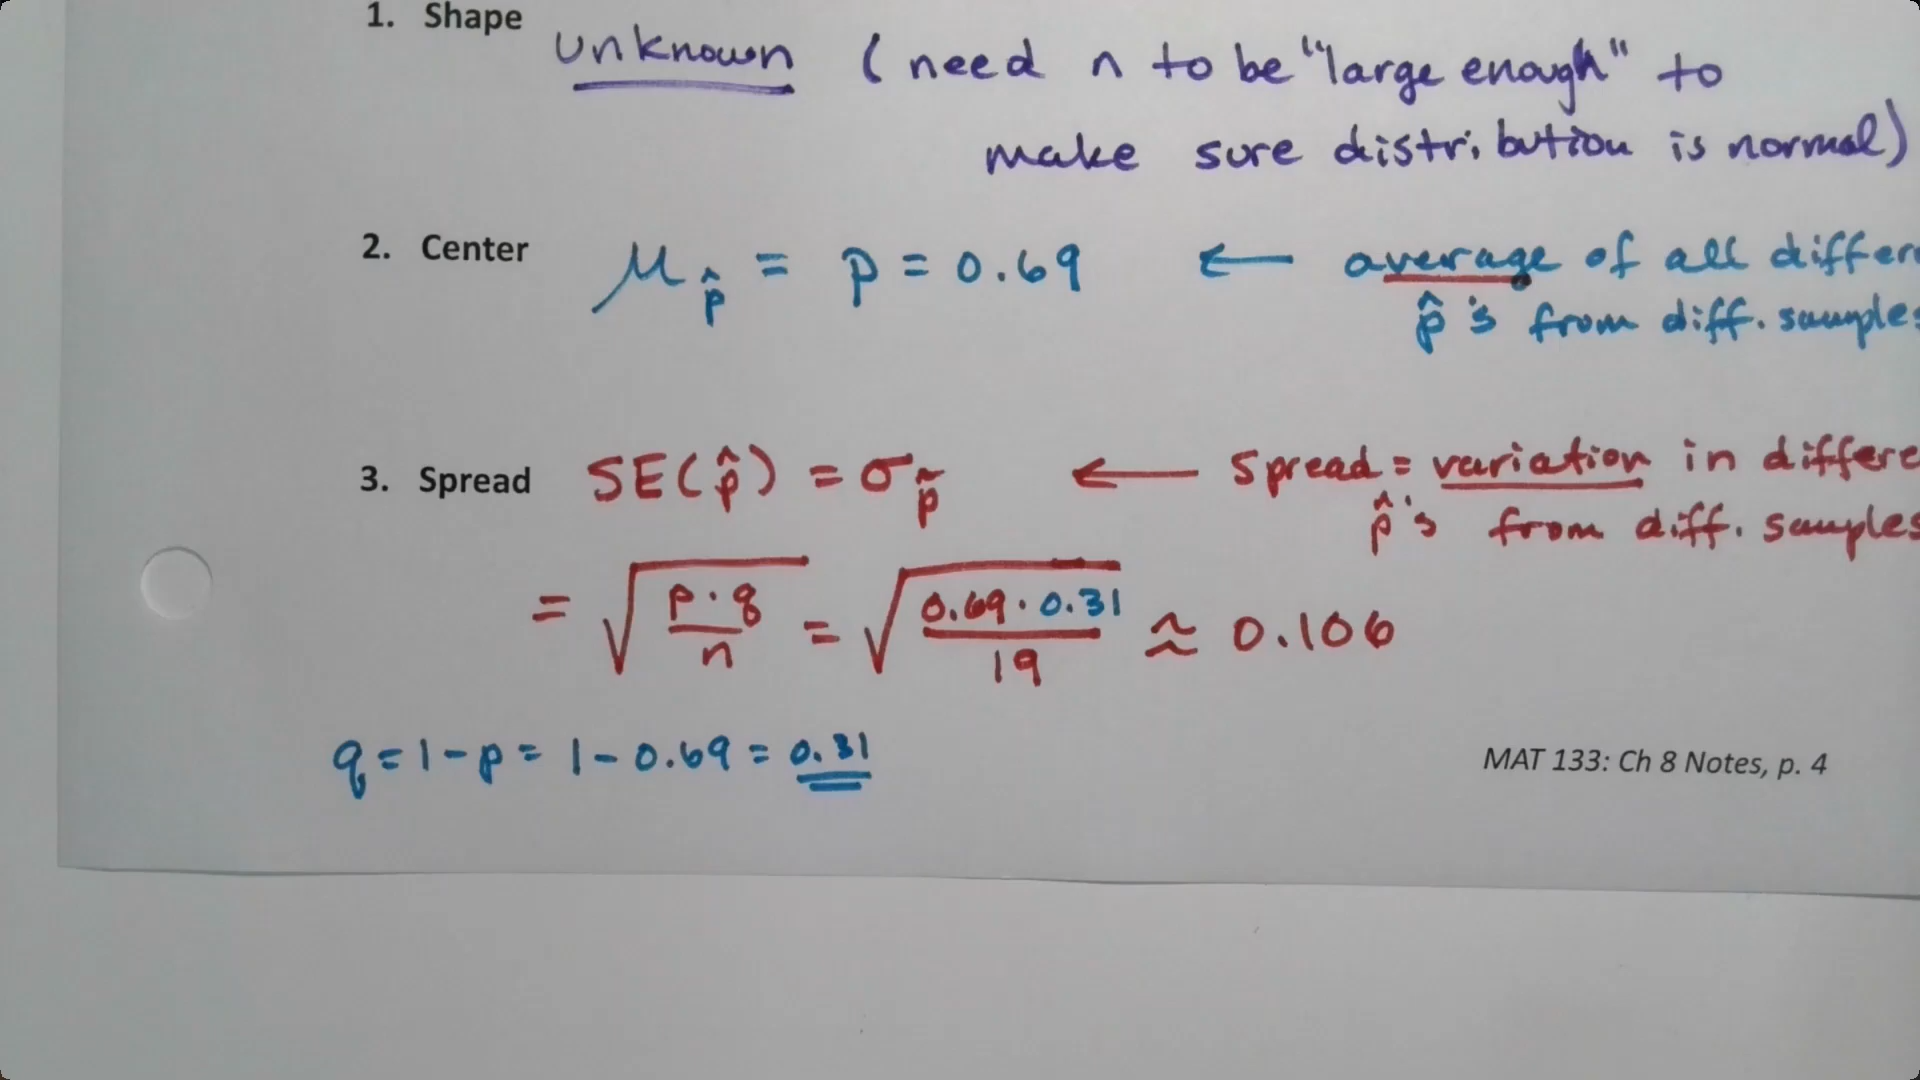 1. Shape unknown (need n to be "large enough" to
make sure distribution is normal)
2. Center μp̂ = p = 0.69 ← average of all differ
p̂'s from diff. samples
3. Spread SE(p̂) = σp̂ ← spread = variation in differe
p̂'s from diff. samples
= √(p·q/n) = √(0.69·0.31/19) ≈ 0.106
q = 1-p = 1-0.69 = 0.31
MAT 133: Ch 8 Notes, p. 4